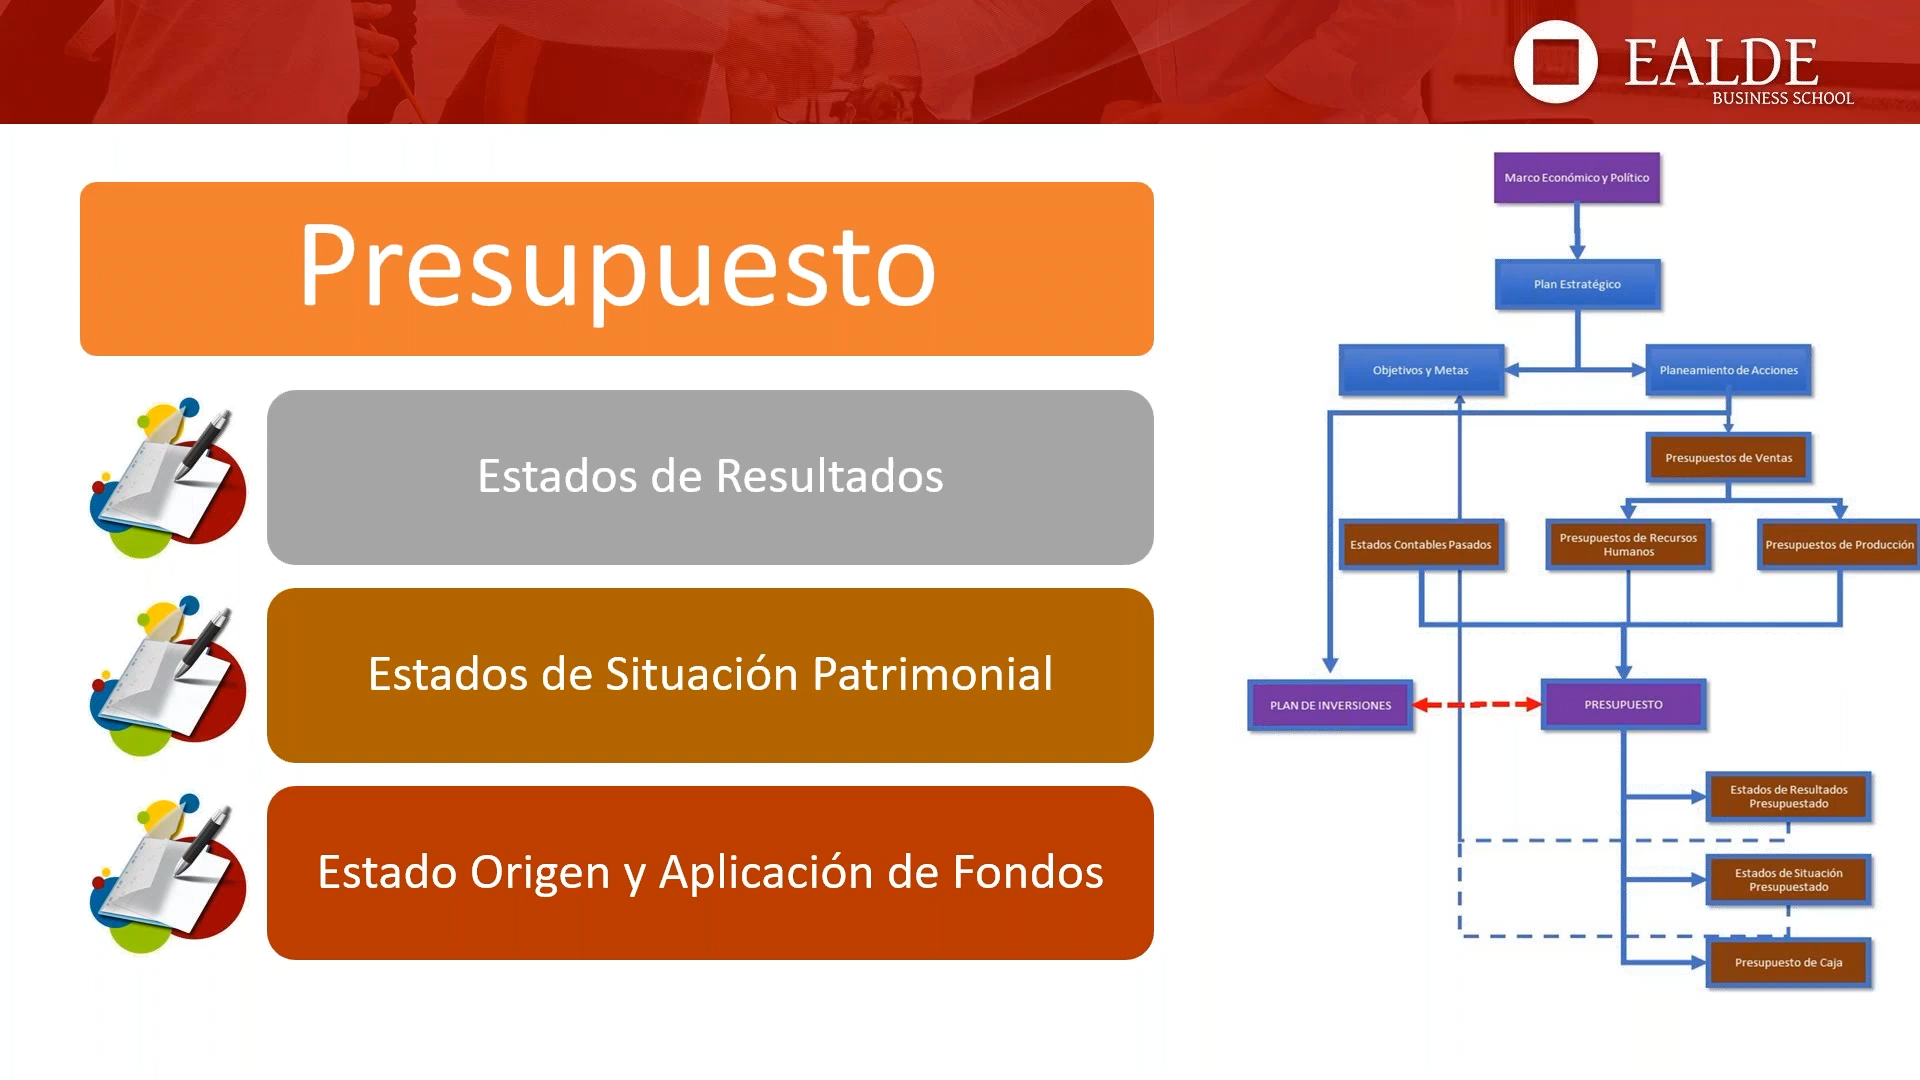 EALDE
BUSINESS SCHOOL
Presupuesto
Estados de Resultados
Estados de Situación Patrimonial
Estado Origen y Aplicación de Fondos
Marco Económico y Político
Plan Estratégico
Objetivos y Metas
Planeamiento de Acciones
Presupuestos de Ventas
Estados Contables Pasados
Presupuestos de Recursos
Humanos
Presupuestos de Producción
PLAN DE INVERSIONES
PRESUPUESTO
Estados de Resultados
Presupuestado
Estados de Situación
Presupuestado
Presupuesto de Caja